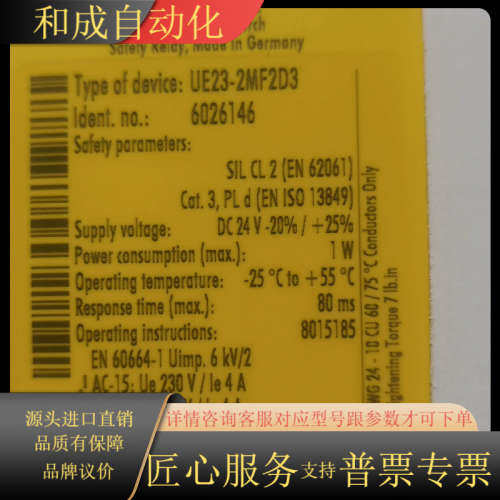 和成自动化
Safety Relay, Made in Germany
Type of device: UE23-2MF2D3
Ident. no.: 6026146
Safety parameters:
SIL CL 2 (EN 62061)
Cat. 3, PL d (EN ISO 13849)
Supply voltage: DC 24 V -20% / +25%
Power consumption (max.): 1 W
Operating temperature: -25 °C to +55 °C
Response time (max.): 80 ms
Operating instructions: 8015185
EN 60664-1 Uimp. 6 kV/2
AC-15: Ue 230 V / Ie 4 A
WG 24 - 10 CU 60 / 75 °C Conductors Only
ghtening Torque 7 lb.in
源头进口直销
品质有保障
品牌议价
详情咨询客服对应型号跟参数才可下单
匠心服务支持普票专票